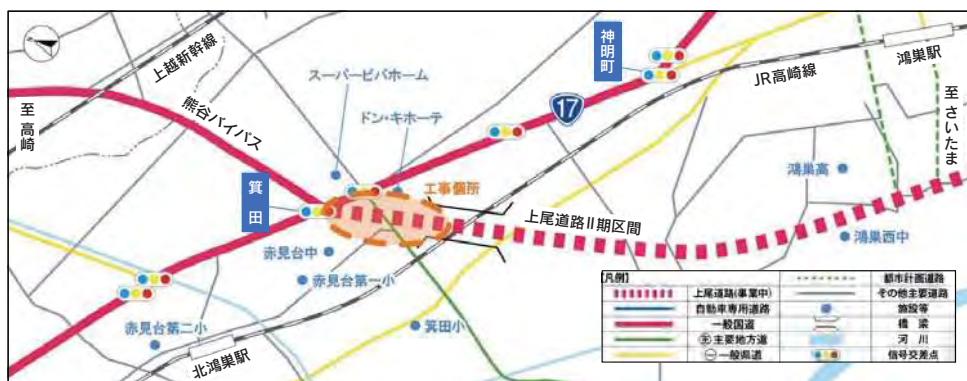 上越新幹線
スーパービバホーム
神明町
鴻巣駅
JR高崎線
至 高崎
熊谷バイパス
ドン・キホーテ
17
至 さいたま
箕田
工事個所
鴻巣高
上尾道路Ⅱ期区間
鴻巣西中
赤見台中
赤見台第一小
赤見台第二小
箕田小
北鴻巣駅
【凡例】
上尾道路(事業中)
都市計画道路
自動車専用道路
その他主要道路
一般国道
施設等
主 主要地方道
橋 梁
一 一般県道
河 川
信号交差点